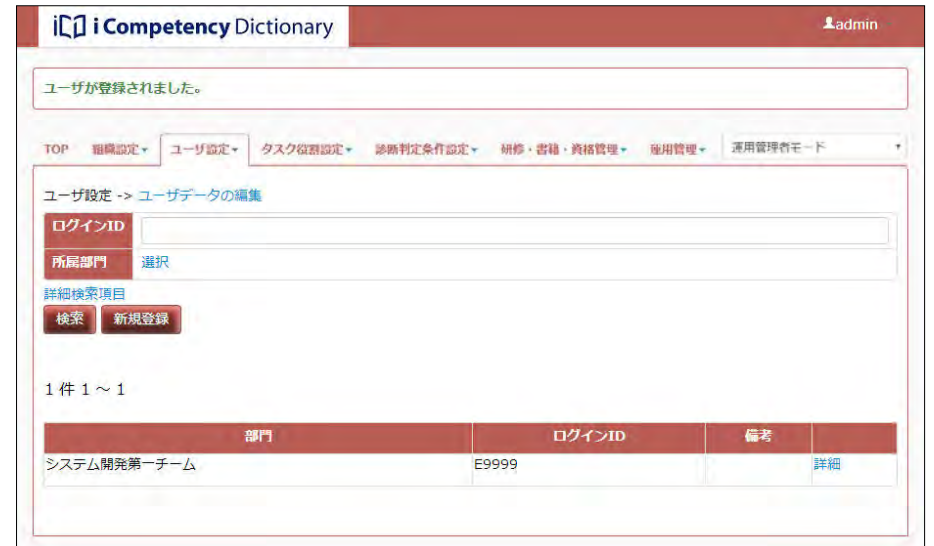 iCD i Competency Dictionary
admin
ユーザが登録されました。
TOP 組織設定 ユーザ設定 タスク役割設定 診断判定条件設定 研修・書籍・資格管理 運用管理 運用管理者モード
ユーザ設定 -> ユーザデータの編集
ログインID
所属部門 選択
詳細検索項目
検索 新規登録
1 件 1 ～ 1
部門 ログインID 備考
システム開発第一チーム E9999 詳細